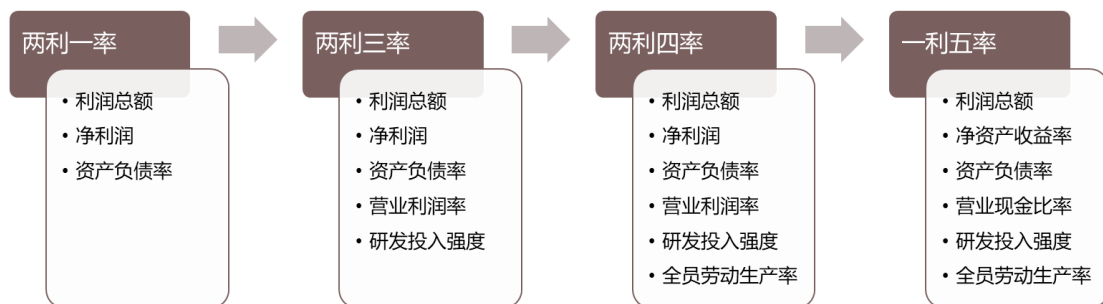 两利一率
• 利润总额
• 净利润
• 资产负债率
两利三率
• 利润总额
• 净利润
• 资产负债率
• 营业利润率
• 研发投入强度
两利四率
• 利润总额
• 净利润
• 资产负债率
• 营业利润率
• 研发投入强度
• 全员劳动生产率
一利五率
• 利润总额
• 净资产收益率
• 资产负债率
• 营业现金比率
• 研发投入强度
• 全员劳动生产率